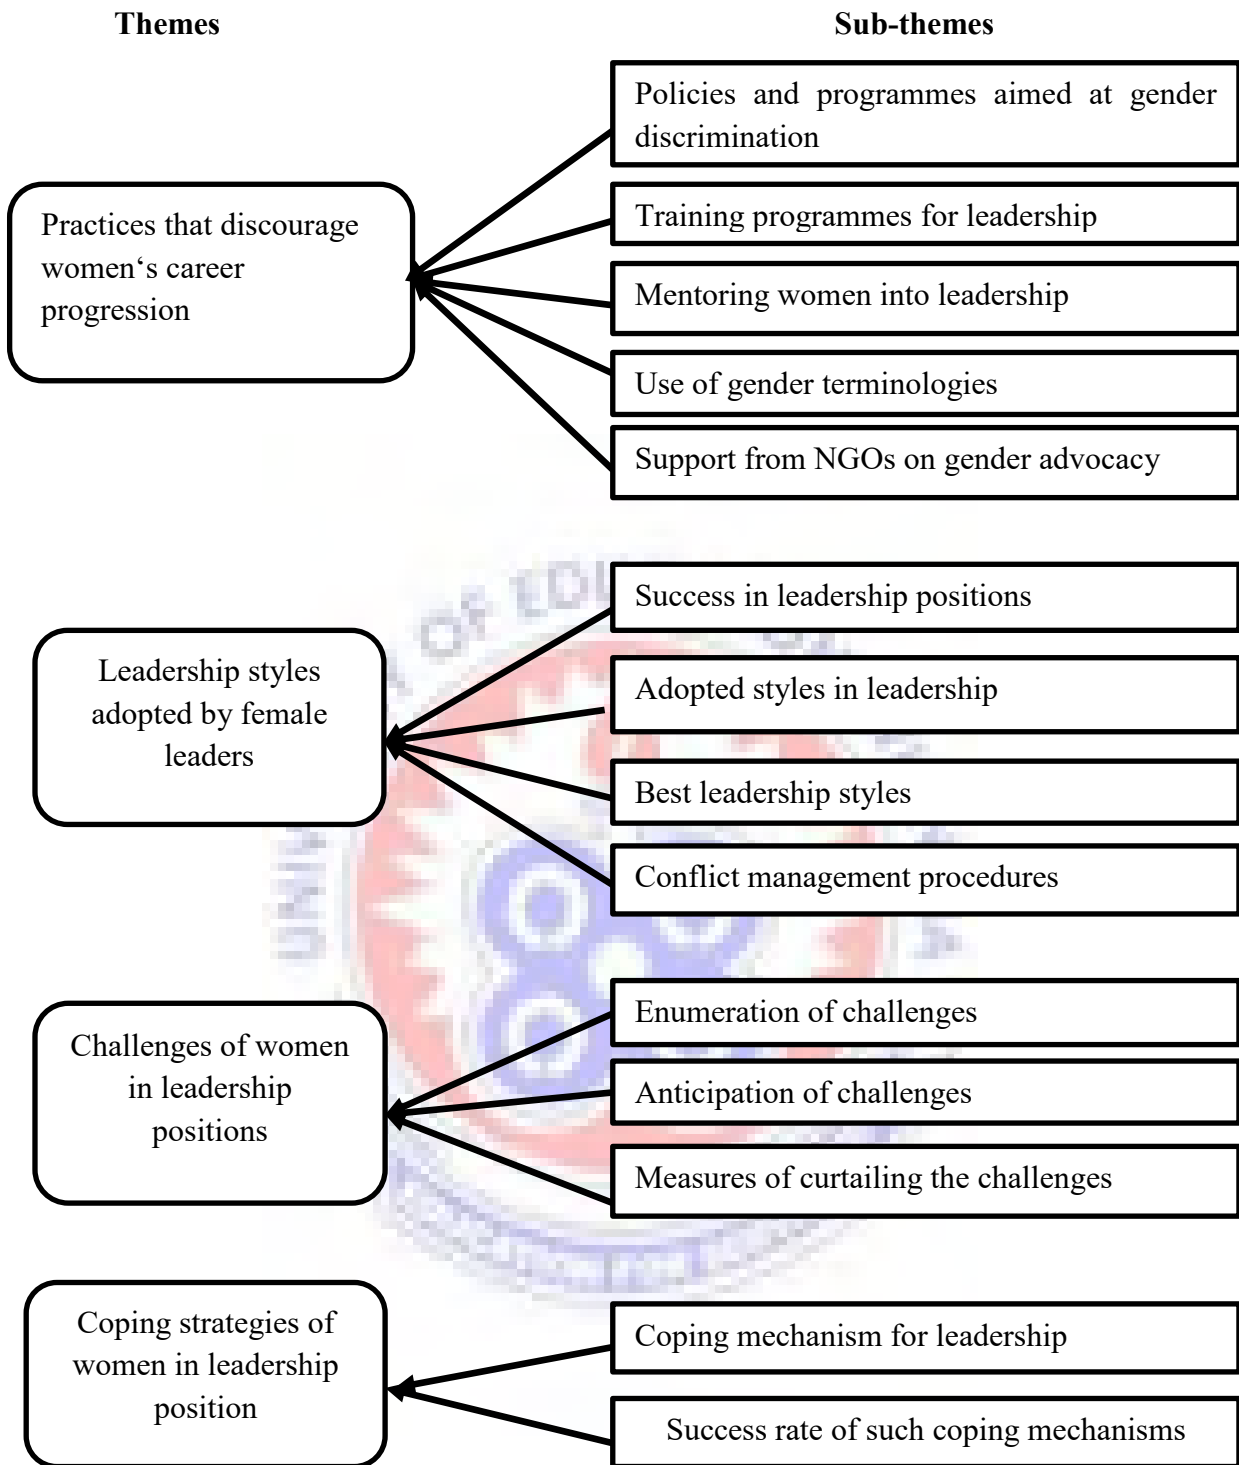 Themes
Sub-themes
Policies and programmes aimed at gender
discrimination
Practices that discourage
women‘s career
progression
Training programmes for leadership
Mentoring women into leadership
Use of gender terminologies
Support from NGOs on gender advocacy
Leadership styles
adopted by female
leaders
Success in leadership positions
Adopted styles in leadership
Best leadership styles
Conflict management procedures
Challenges of women
in leadership
positions
Enumeration of challenges
Anticipation of challenges
Measures of curtailing the challenges
Coping strategies of
women in leadership
position
Coping mechanism for leadership
Success rate of such coping mechanisms
OF